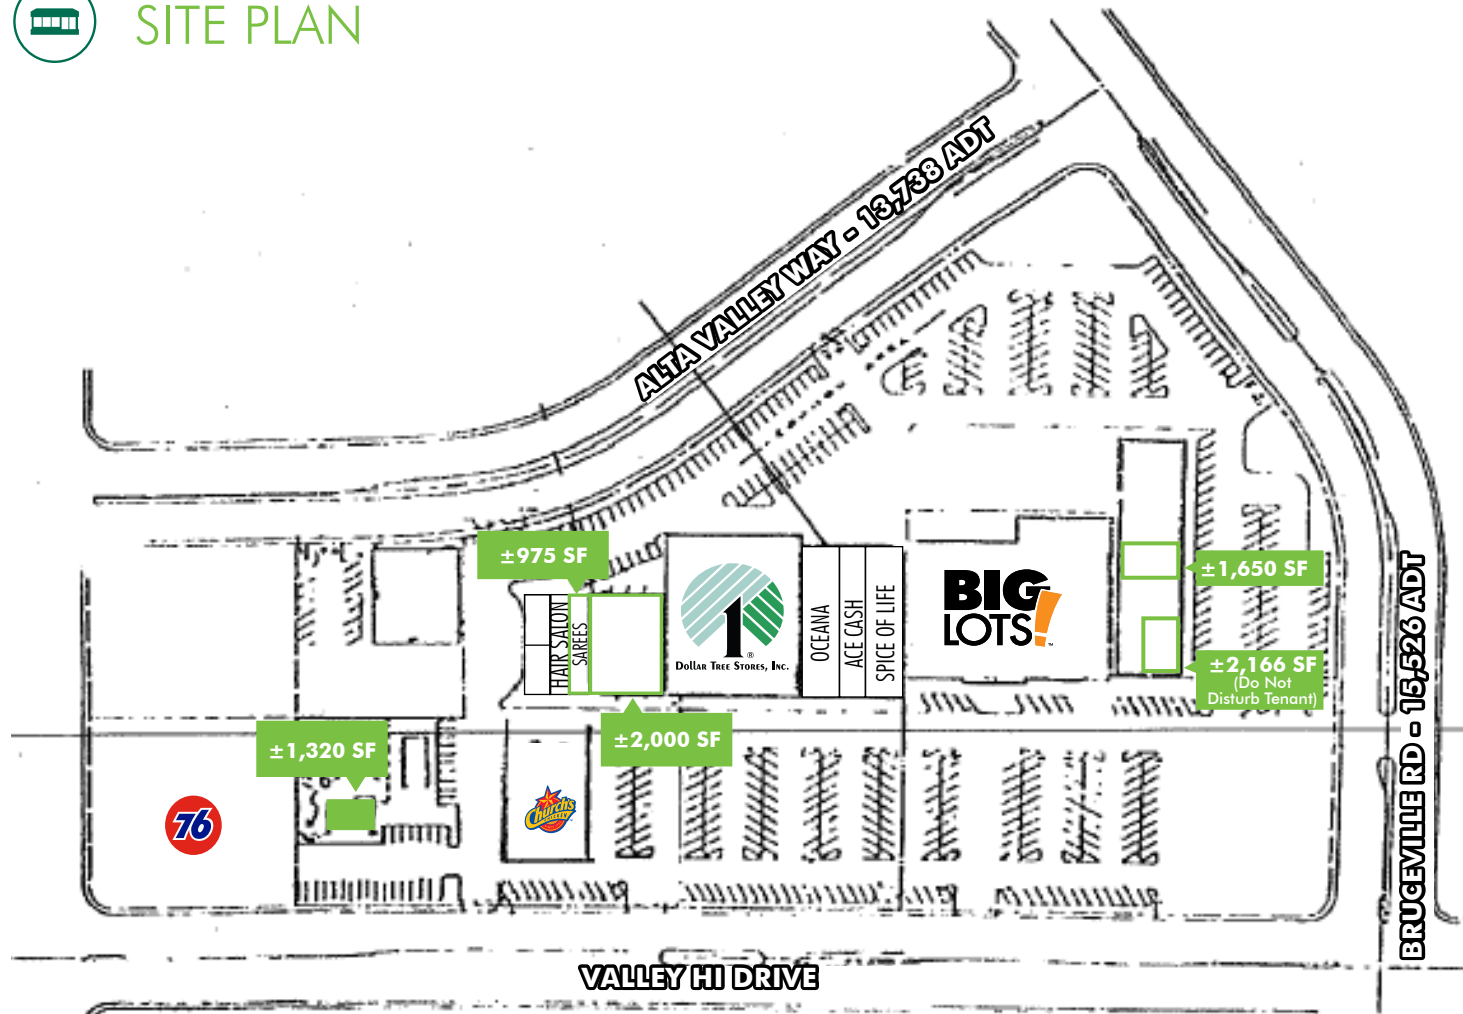 SITE PLAN
ALTA VALLEY WAY - 13,738 ADT
±975 SF
HAIR SALON
SAREES
1
®
DOLLAR TREE STORES, INC.
OCEANA
ACE CASH
SPICE OF LIFE
BIG
LOTS!
±1,650 SF
±2,166 SF
(Do Not
Disturb Tenant)
±1,320 SF
±2,000 SF
76
Church's
BRUCEVILLE RD - 15,526 ADT
VALLEY HI DRIVE